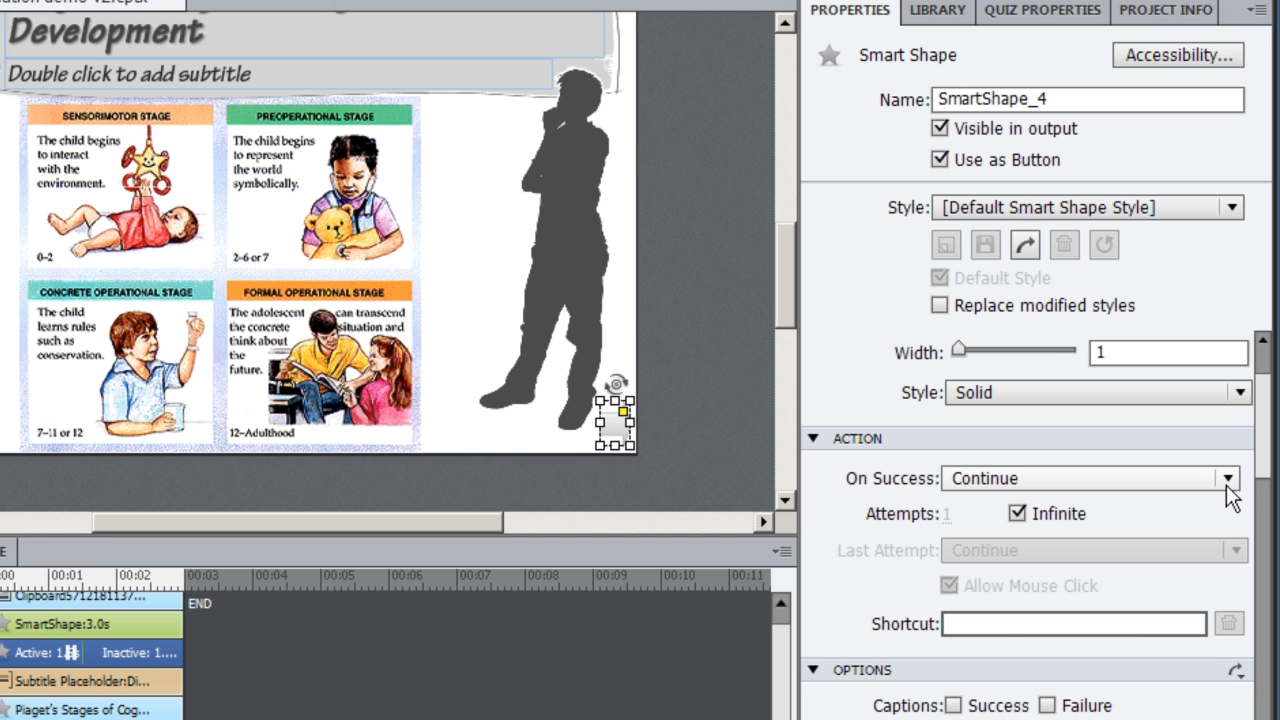 Development
Double click to add subtitle
SENSORIMOTOR STAGE
The child begins
to interact
with the
environment.
0–2
PREOPERATIONAL STAGE
The child begins
to represent
the world
symbolically.
2–6 or 7
CONCRETE OPERATIONAL STAGE
The child
learns rules
such as
conservation.
7–11 or 12
FORMAL OPERATIONAL STAGE
The adolescent can transcend
the concrete situation and
think about
the
future.
12–Adulthood
PROPERTIES LIBRARY QUIZ PROPERTIES PROJECT INFO
Smart Shape Accessibility...
Name: SmartShape_4
Visible in output
Use as Button
Style: [Default Smart Shape Style]
Default Style
Replace modified styles
Width: 1
Style: Solid
ACTION
On Success: Continue
Attempts: 1 Infinite
Last Attempt: Continue
Allow Mouse Click
Shortcut:
OPTIONS
Captions: Success Failure
E
:00 00:01 00:02 00:03 00:04 00:05 00:06 00:07 00:08 00:09 00:10 00:11
END
SmartShape:3.0s
Active: 1. Inactive: 1....
Subtitle Placeholder:Di...
Piaget's Stages of Cog...